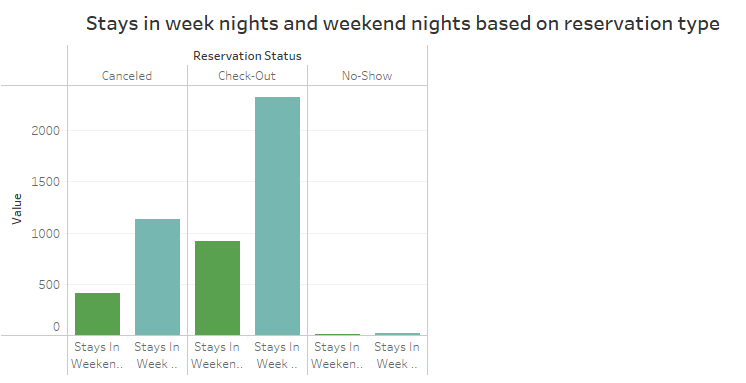 Stays in week nights and weekend nights based on reservation type
Reservation Status
Canceled Check-Out No-Show
2000
1500
1000
500
0
Value
Stays In Stays In Stays In Stays In Stays In Stays In
Weeken.. Week .. Weeken.. Week .. Weeken.. Week ..